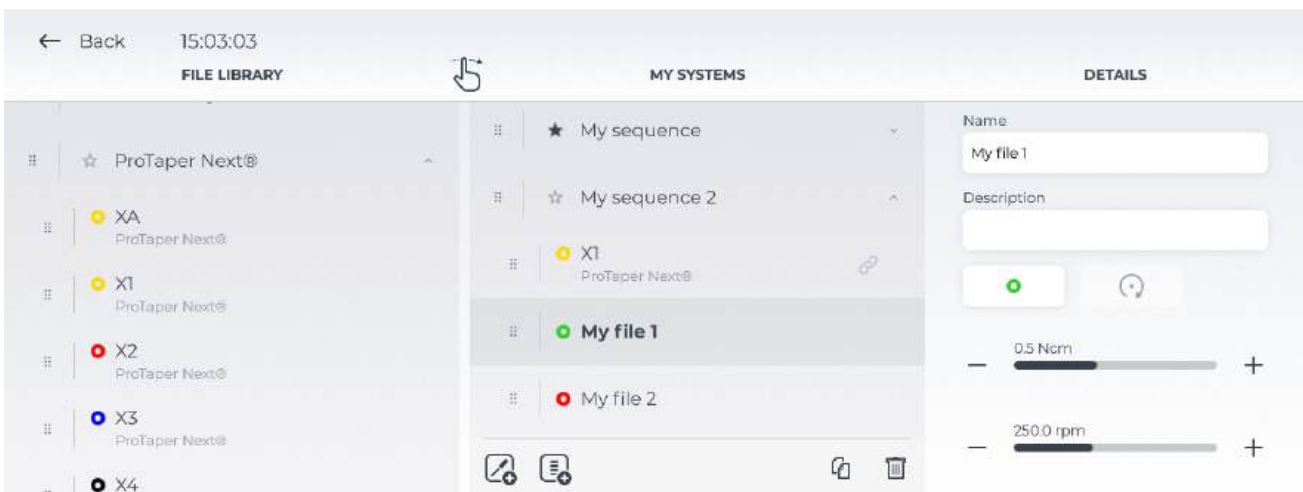 ← Back 15:03:03
FILE LIBRARY
ProTaper Next®
XA
ProTaper Next®
X1
ProTaper Next®
X2
ProTaper Next®
X3
ProTaper Next®
X4
MY SYSTEMS
My sequence
My sequence 2
X1
ProTaper Next®
My file 1
My file 2
DETAILS
Name
My file 1
Description
0.5 Ncm
250.0 rpm